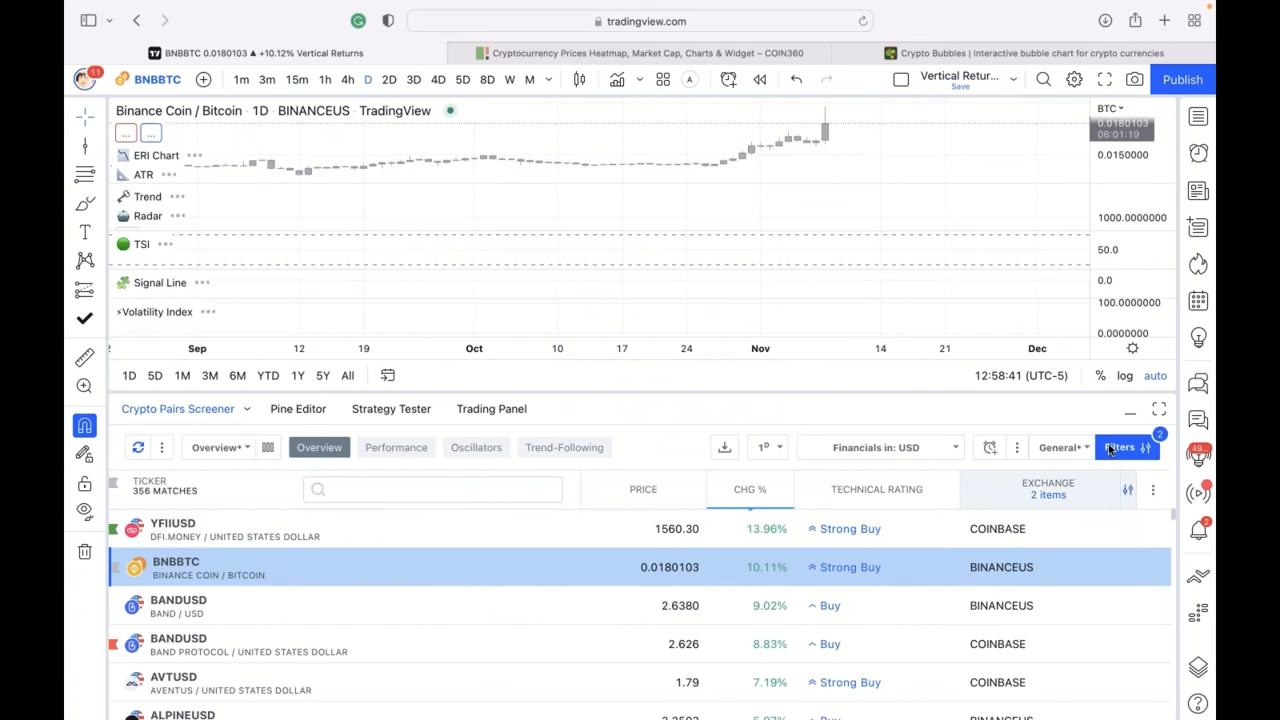 tradingview.com
BNBBTC 0.0180103 ▲ +10.12% Vertical Returns
Cryptocurrency Prices Heatmap, Market Cap, Charts & Widget – COIN360
Crypto Bubbles | Interactive bubble chart for crypto currencies
11
BNBBTC
1m 3m 15m 1h 4h D 2D 3D 4D 5D 8D W M
A
Vertical Retur...
Save
Publish
Binance Coin / Bitcoin · 1D · BINANCEUS · TradingView
BTC
0.0180103
06:01:19
0.0150000
ERI Chart
ATR
Trend
Radar
1000.0000000
TSI
50.0
Signal Line
0.0
100.0000000
⚡Volatility Index
0.0000000
Sep 12 19 Oct 10 17 24 Nov 14 21 Dec
1D 5D 1M 3M 6M YTD 1Y 5Y All
12:58:41 (UTC-5) % log auto
Crypto Pairs Screener Pine Editor Strategy Tester Trading Panel
Overview* Overview Performance Oscillators Trend-Following
1D
Financials in: USD
General*
Filters
2
TICKER
356 MATCHES
PRICE CHG % TECHNICAL RATING EXCHANGE
2 items
YFIIUSD
DFI.MONEY / UNITED STATES DOLLAR
1560.30 13.96% Strong Buy COINBASE
BNBBTC
BINANCE COIN / BITCOIN
0.0180103 10.11% Strong Buy BINANCEUS
BANDUSD
BAND / USD
2.6380 9.02% Buy BINANCEUS
BANDUSD
BAND PROTOCOL / UNITED STATES DOLLAR
2.626 8.83% Buy COINBASE
AVTUSD
AVENTUS / UNITED STATES DOLLAR
1.79 7.19% Strong Buy COINBASE
ALPINEUSD
T
49
2